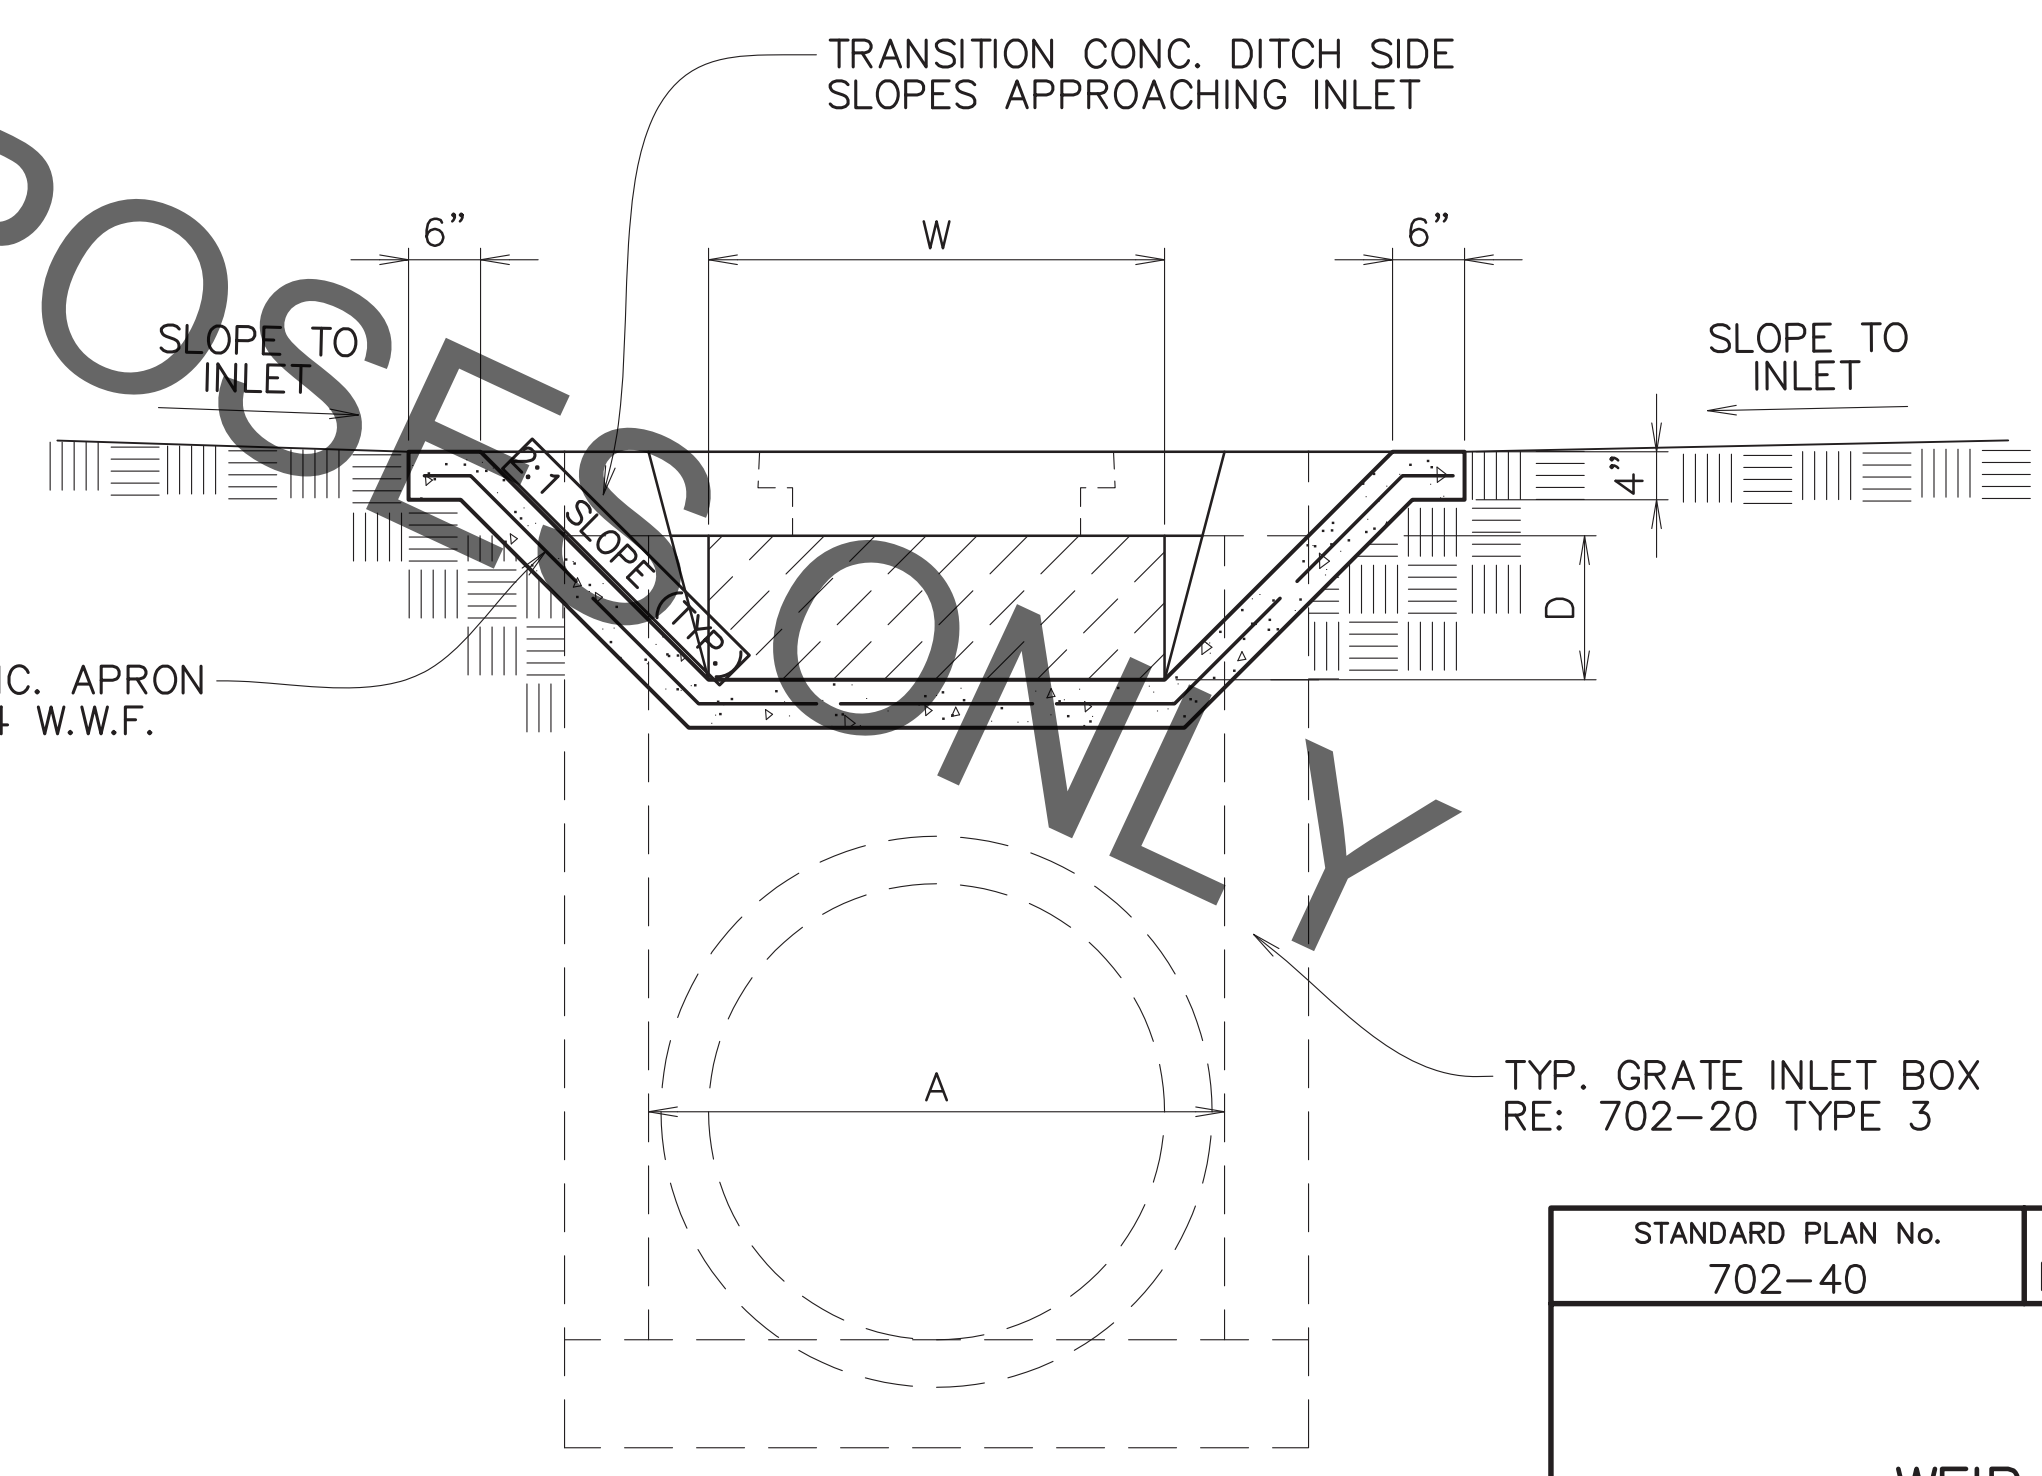 TRANSITION CONC. DITCH SIDE
SLOPES APPROACHING INLET
6”
W
6”
SLOPE TO
INLET
SLOPE TO
INLET
2:1 SLOPE (TYP.)
4”
D
APRON
W.W.F.
POSES ONLY
A
TYP. GRATE INLET BOX
RE: 702-20 TYPE 3
STANDARD PLAN No.
702-40